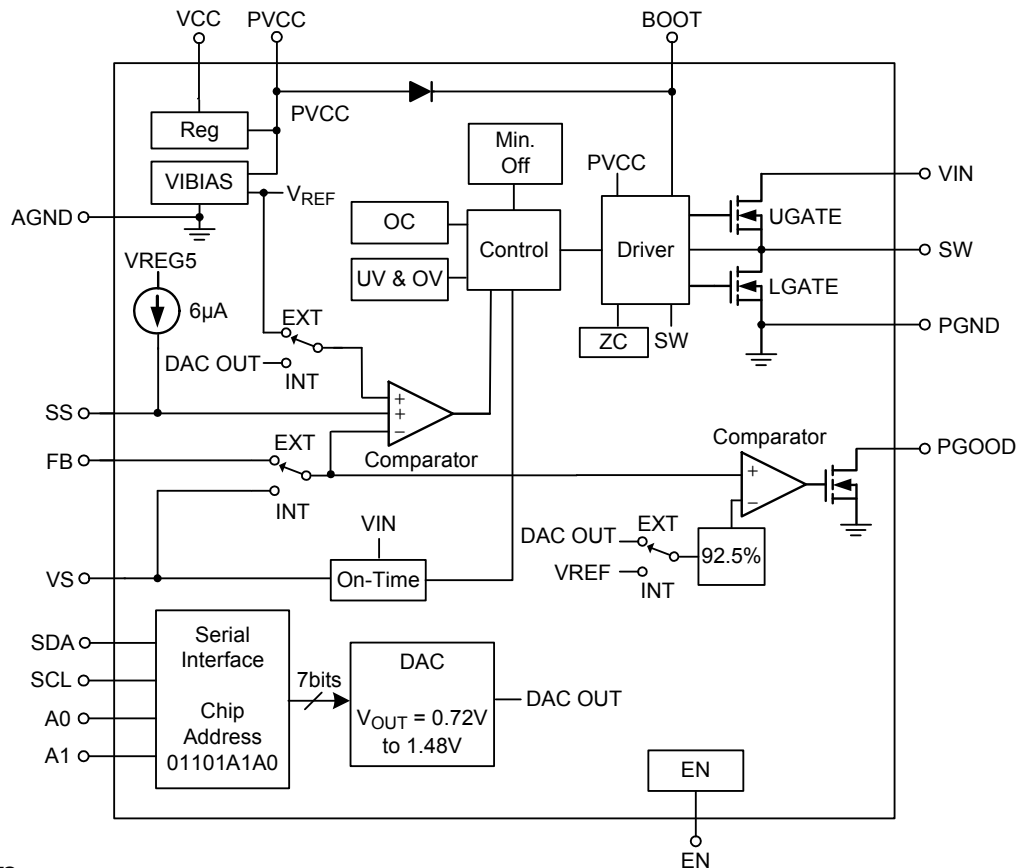 VCC
PVCC
BOOT
PVCC
Reg
Min.
Off
VIBIAS
PVCC
VIN
VREF
AGND
OC
UGATE
Control
Driver
SW
VREG5
UV & OV
LGATE
6µA
EXT
ZC
SW
PGND
DAC OUT
INT
SS
+
+
−
EXT
Comparator
Comparator
FB
PGOOD
+
−
INT
VIN
DAC OUT
EXT
92.5%
VS
On-Time
VREF
INT
SDA
Serial
Interface
DAC
SCL
7bits
DAC OUT
A0
Chip
Address
01101A1A0
VOUT = 0.72V
to 1.48V
A1
EN
EN